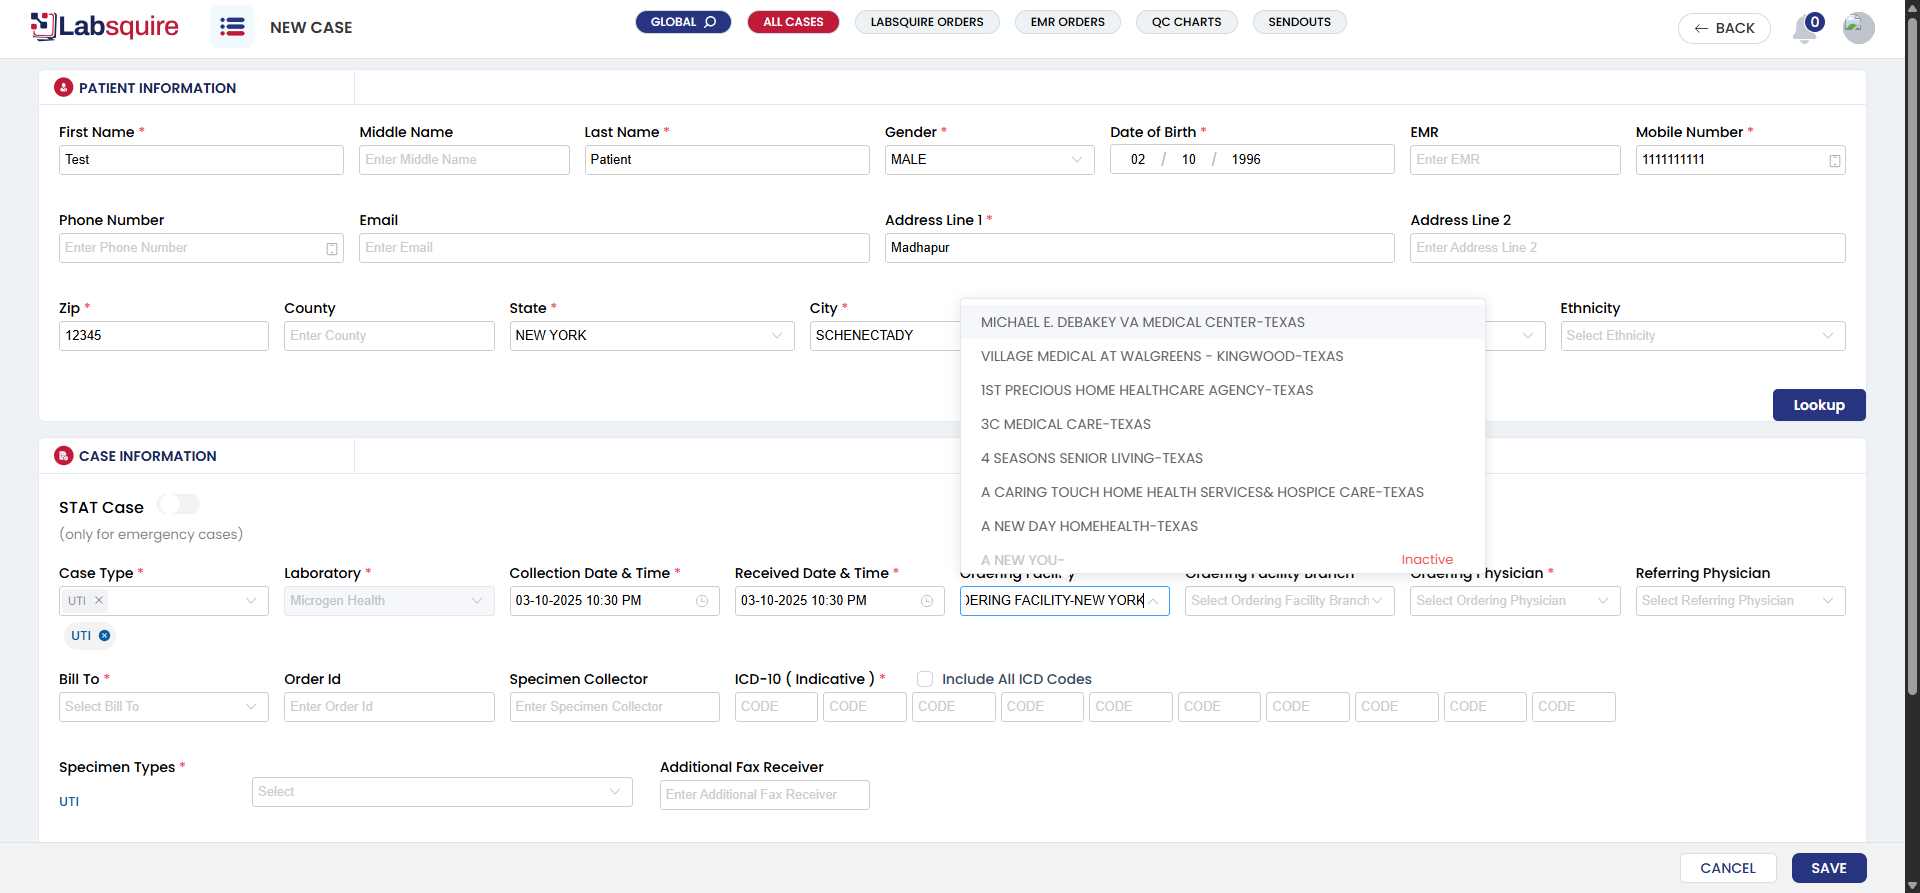 Labsquire
NEW CASE
GLOBAL
ALL CASES
LABSQUIRE ORDERS
EMR ORDERS
QC CHARTS
SENDOUTS
BACK
0
PATIENT INFORMATION
First Name *
Middle Name
Last Name *
Gender *
Date of Birth *
EMR
Mobile Number *
Test
Enter Middle Name
Patient
MALE
02 / 10 / 1996
Enter EMR
1111111111
Phone Number
Email
Address Line 1 *
Address Line 2
Enter Phone Number
Enter Email
Madhapur
Enter Address Line 2
Zip *
County
State *
City *
Ethnicity
12345
Enter County
NEW YORK
SCHENECTADY
Select Ethnicity
MICHAEL E. DEBAKEY VA MEDICAL CENTER-TEXAS
VILLAGE MEDICAL AT WALGREENS - KINGWOOD-TEXAS
1ST PRECIOUS HOME HEALTHCARE AGENCY-TEXAS
3C MEDICAL CARE-TEXAS
4 SEASONS SENIOR LIVING-TEXAS
A CARING TOUCH HOME HEALTH SERVICES& HOSPICE CARE-TEXAS
A NEW DAY HOMEHEALTH-TEXAS
A NEW YOU-
Inactive
Lookup
CASE INFORMATION
STAT Case
(only for emergency cases)
Case Type *
Laboratory *
Collection Date & Time *
Received Date & Time *
Ordering Facility
Ordering Facility Branch
Ordering Physician *
Referring Physician
UTI
Microgen Health
03-10-2025 10:30 PM
03-10-2025 10:30 PM
DERING FACILITY-NEW YORK
Select Ordering Facility Branch
Select Ordering Physician
Select Referring Physician
UTI
Bill To *
Order Id
Specimen Collector
ICD-10 ( Indicative ) *
Include All ICD Codes
Select Bill To
Enter Order Id
Enter Specimen Collector
CODE
CODE
CODE
CODE
CODE
CODE
CODE
CODE
CODE
CODE
Specimen Types *
Additional Fax Receiver
UTI
Select
Enter Additional Fax Receiver
CANCEL
SAVE